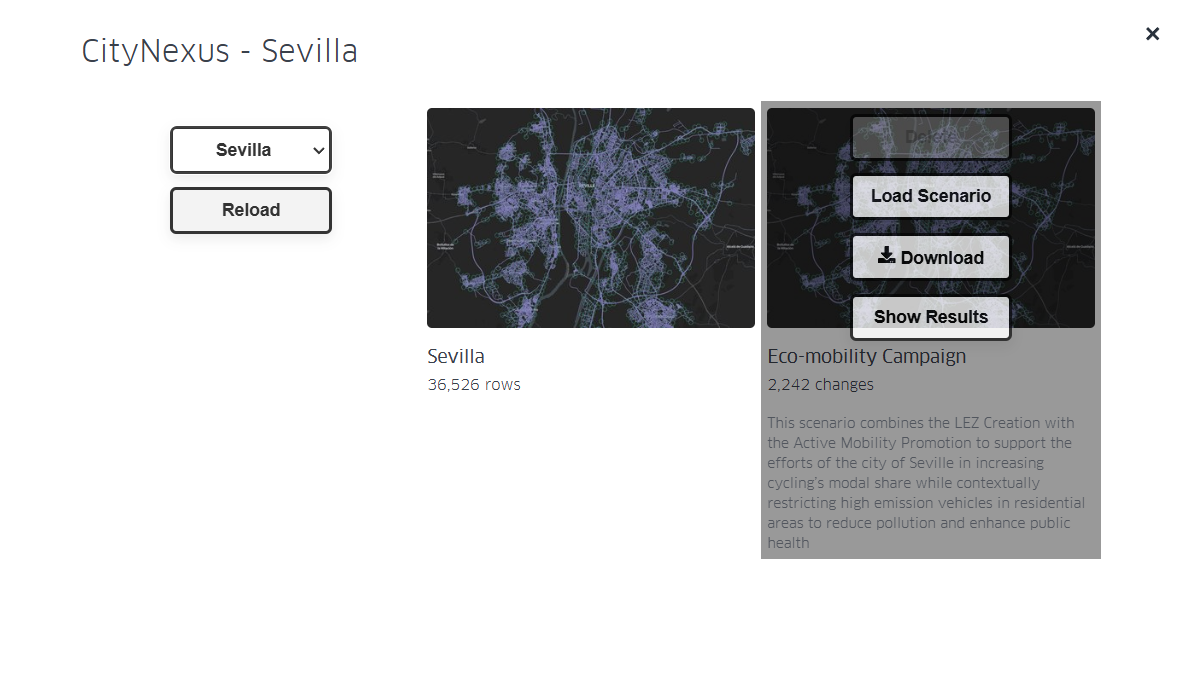 CityNexus - Sevilla
Sevilla
Reload
Delete
Load Scenario
Download
Show Results
Sevilla
36,526 rows
Eco-mobility Campaign
2,242 changes
This scenario combines the LEZ Creation with
the Active Mobility Promotion to support the
efforts of the city of Seville in increasing
cycling's modal share while contextually
restricting high emission vehicles in residential
areas to reduce pollution and enhance public
health